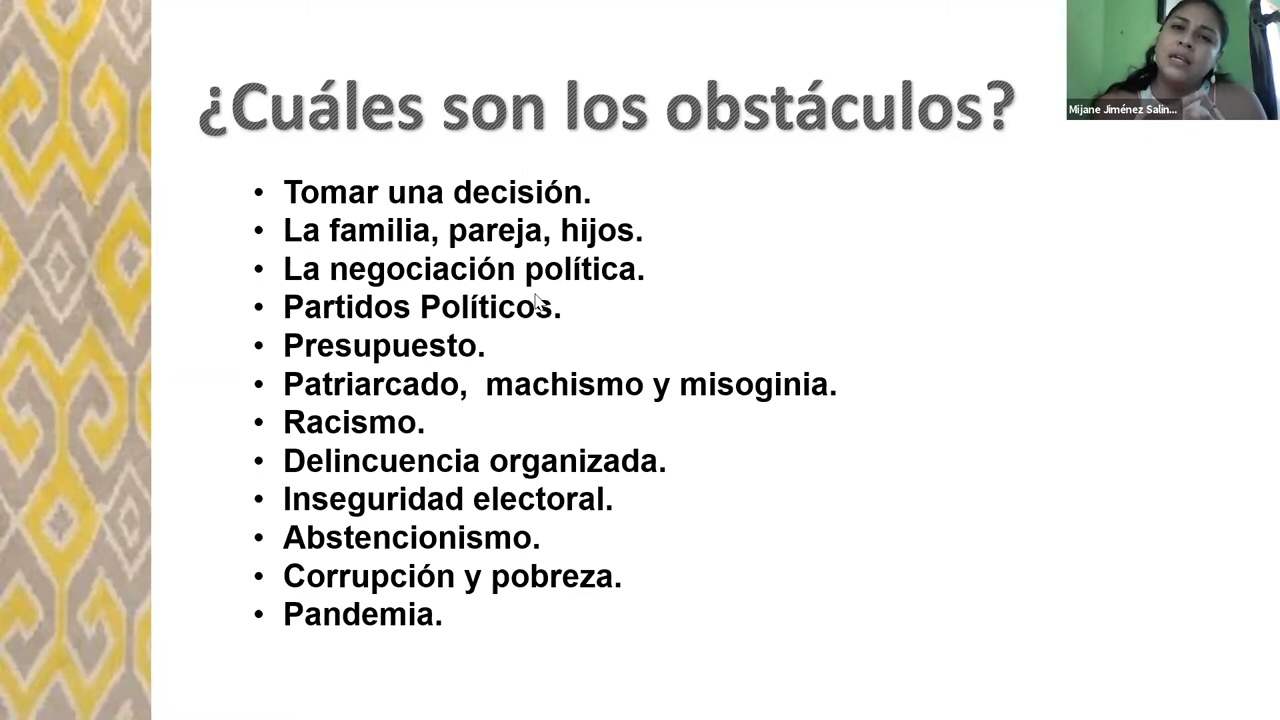 ¿Cuáles son los obstáculos?
Mijane Jiménez Salin...
• Tomar una decisión.
• La familia, pareja, hijos.
• La negociación política.
• Partidos Políticos.
• Presupuesto.
• Patriarcado,  machismo y misoginia.
• Racismo.
• Delincuencia organizada.
• Inseguridad electoral.
• Abstencionismo.
• Corrupción y pobreza.
• Pandemia.